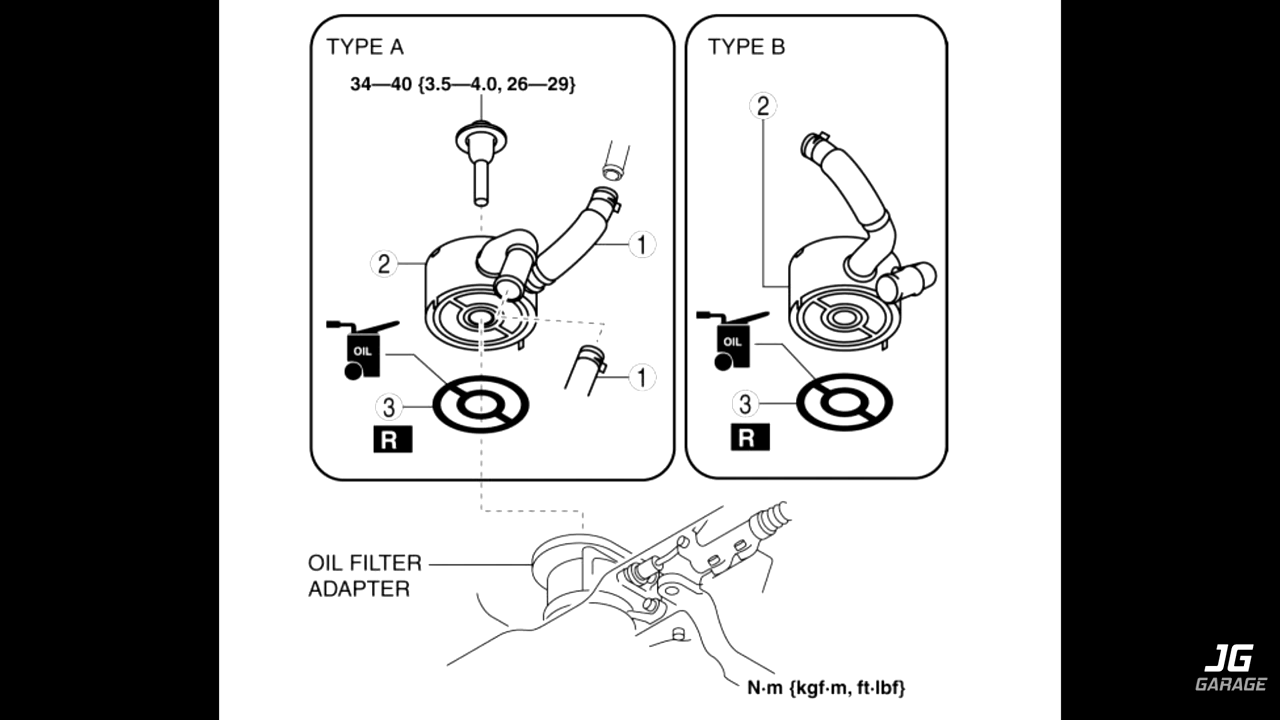 TYPE A
34—40 {3.5—4.0, 26—29}
1
2
OIL
1
3
R
TYPE B
2
OIL
3
R
OIL FILTER
ADAPTER
N·m {kgf·m, ft·lbf}
JG
GARAGE